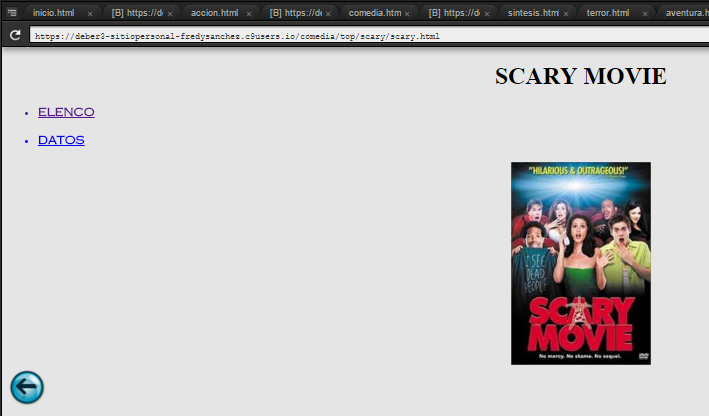 inicio.html
[B] https://de
accion.html
[B] https://de
comedia.htm
[B] https://de
sintesis.html
terror.html
aventura.h
https://deber3-sitiopersonal-fredysanchez.c9users.io/comedia/top/scary/scary.html
SCARY MOVIE
ELENCO
DATOS
"HILARIOUS & OUTRAGEOUS!"
I SEE
DEAD
PEOPLE
SCARY
MOVIE
No mercy. No shame. No sequel.
DVD